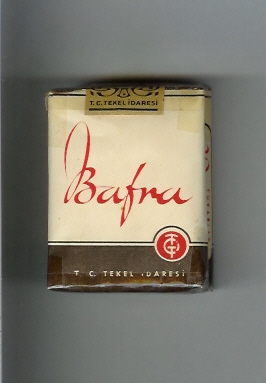 T.C. TEKEL İDARESİ
Bafra
T. C. TEKEL İDARESİ